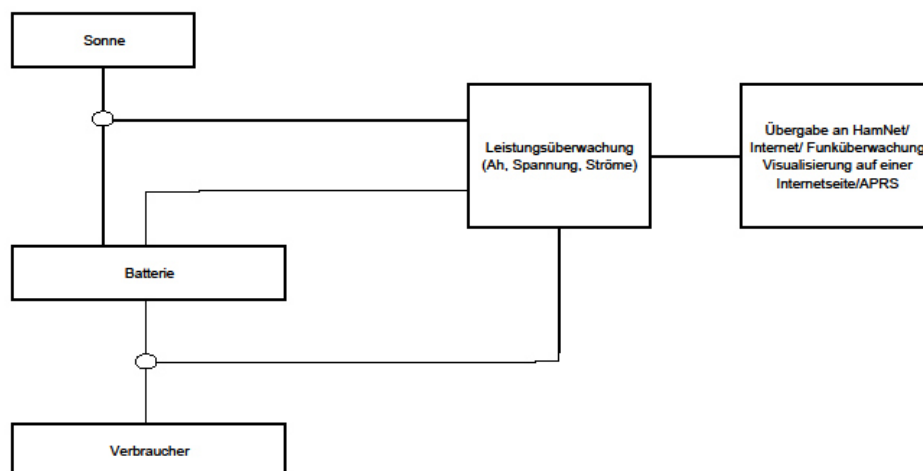 Sonne
Leistungsüberwachung
(Ah, Spannung, Ströme)
Übergabe an HamNet/
Internet/ Funküberwachung
Visualisierung auf einer
Internetseite/APRS
Batterie
Verbraucher